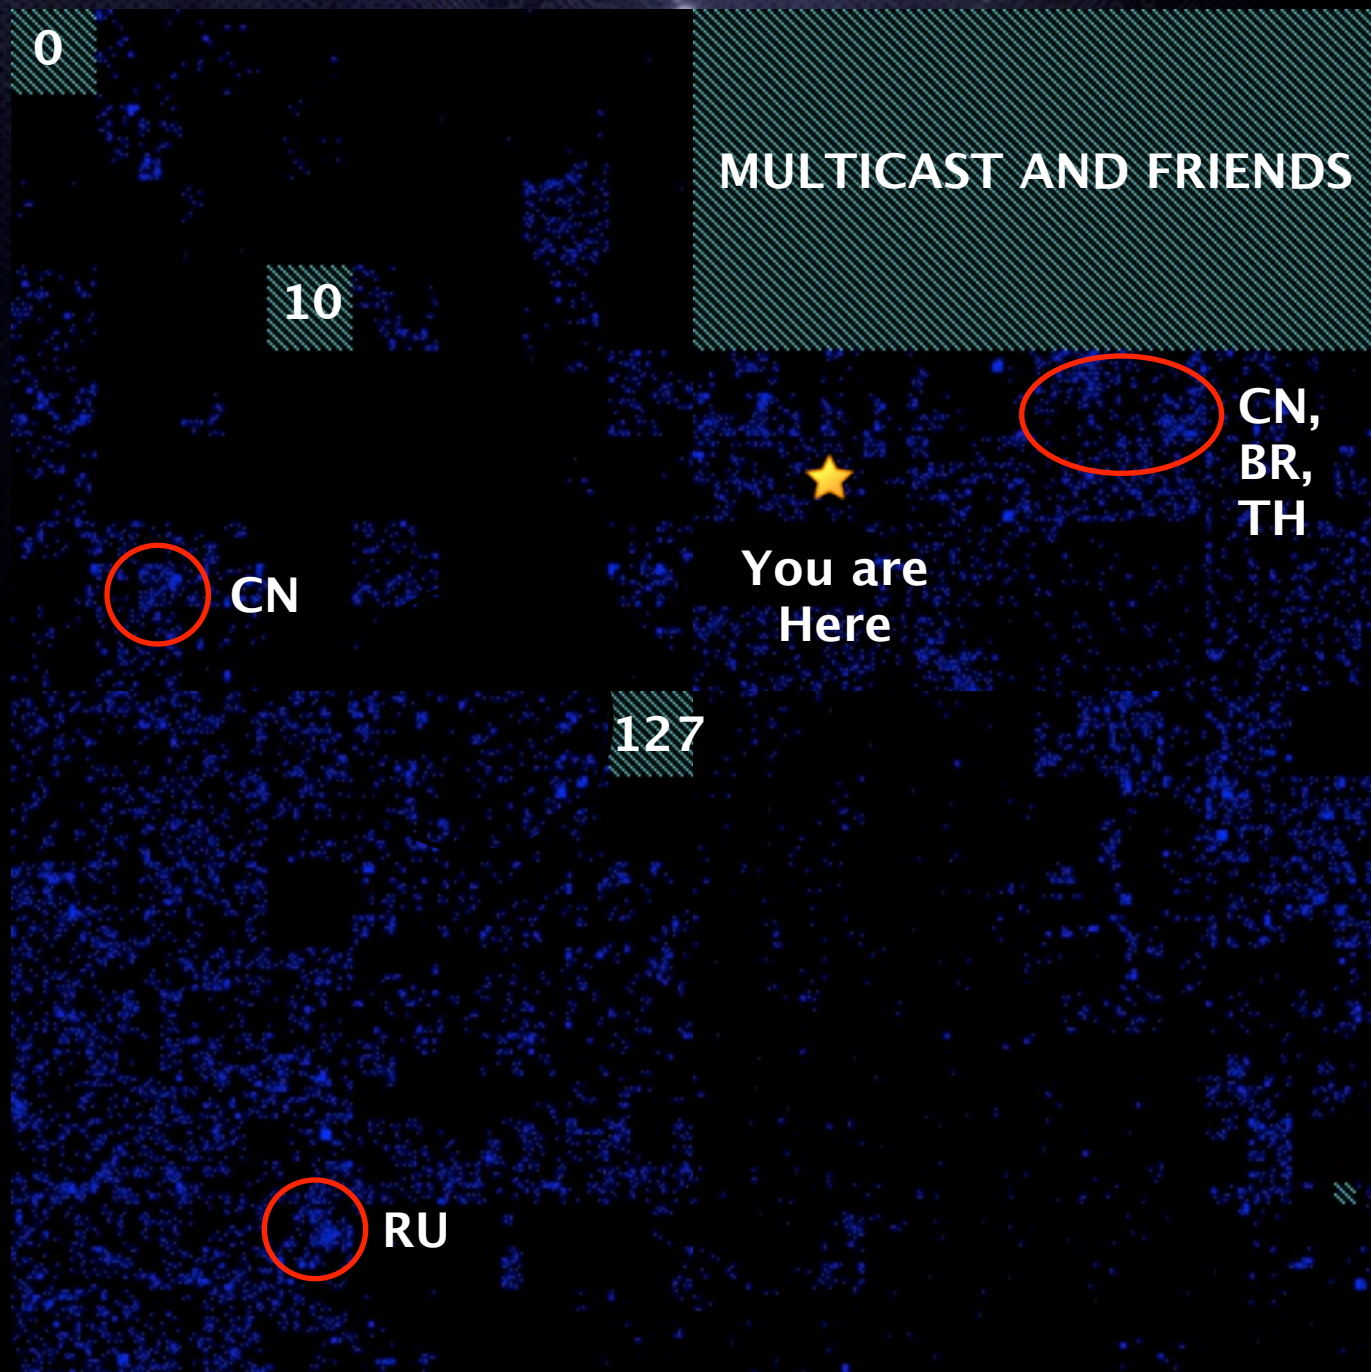 0
MULTICAST AND FRIENDS
10
CN,
BR,
TH
You are
Here
CN
127
RU